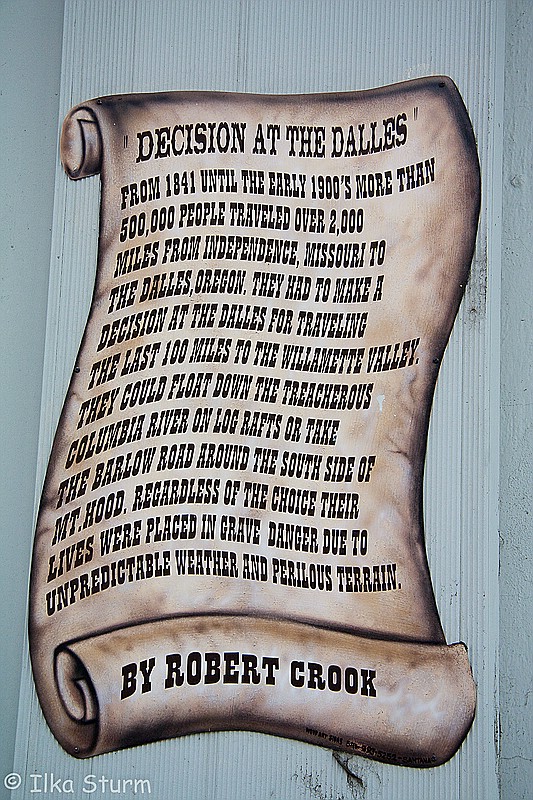 " DECISION AT THE DALLES "
FROM 1841 UNTIL THE EARLY 1900'S MORE THAN
500,000 PEOPLE TRAVELED OVER 2,000
MILES FROM INDEPENDENCE, MISSOURI TO
THE DALLES,OREGON. THEY HAD TO MAKE A
DECISION AT THE DALLES FOR TRAVELING
THE LAST 100 MILES TO THE WILLAMETTE VALLEY.
THEY COULD FLOAT DOWN THE TREACHEROUS
COLUMBIA RIVER ON LOG RAFTS OR TAKE
THE BARLOW ROAD AROUND THE SOUTH SIDE OF
MT.HOOD. REGARDLESS OF THE CHOICE THEIR
LIVES WERE PLACED IN GRAVE DANGER DUE TO
UNPREDICTABLE WEATHER AND PERILOUS TERRAIN.
BY ROBERT CROOK
© Ilka Sturm